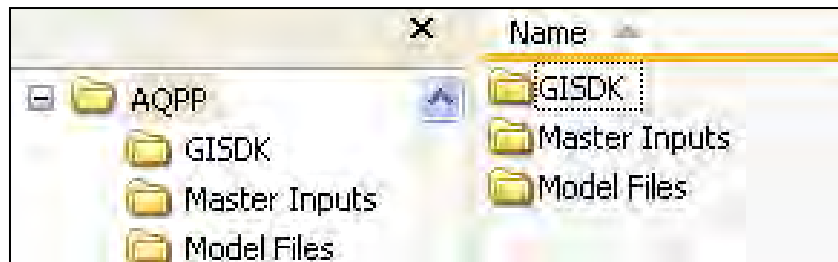 AQPP
GISDK
Master Inputs
Model Files
Name
GISDK
Master Inputs
Model Files